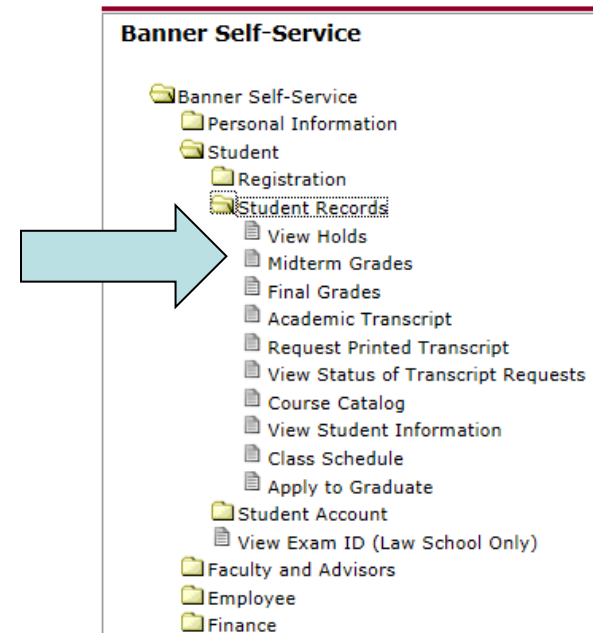 Banner Self-Service
Banner Self-Service
Personal Information
Student
Registration
Student Records
View Holds
Midterm Grades
Final Grades
Academic Transcript
Request Printed Transcript
View Status of Transcript Requests
Course Catalog
View Student Information
Class Schedule
Apply to Graduate
Student Account
View Exam ID (Law School Only)
Faculty and Advisors
Employee
Finance